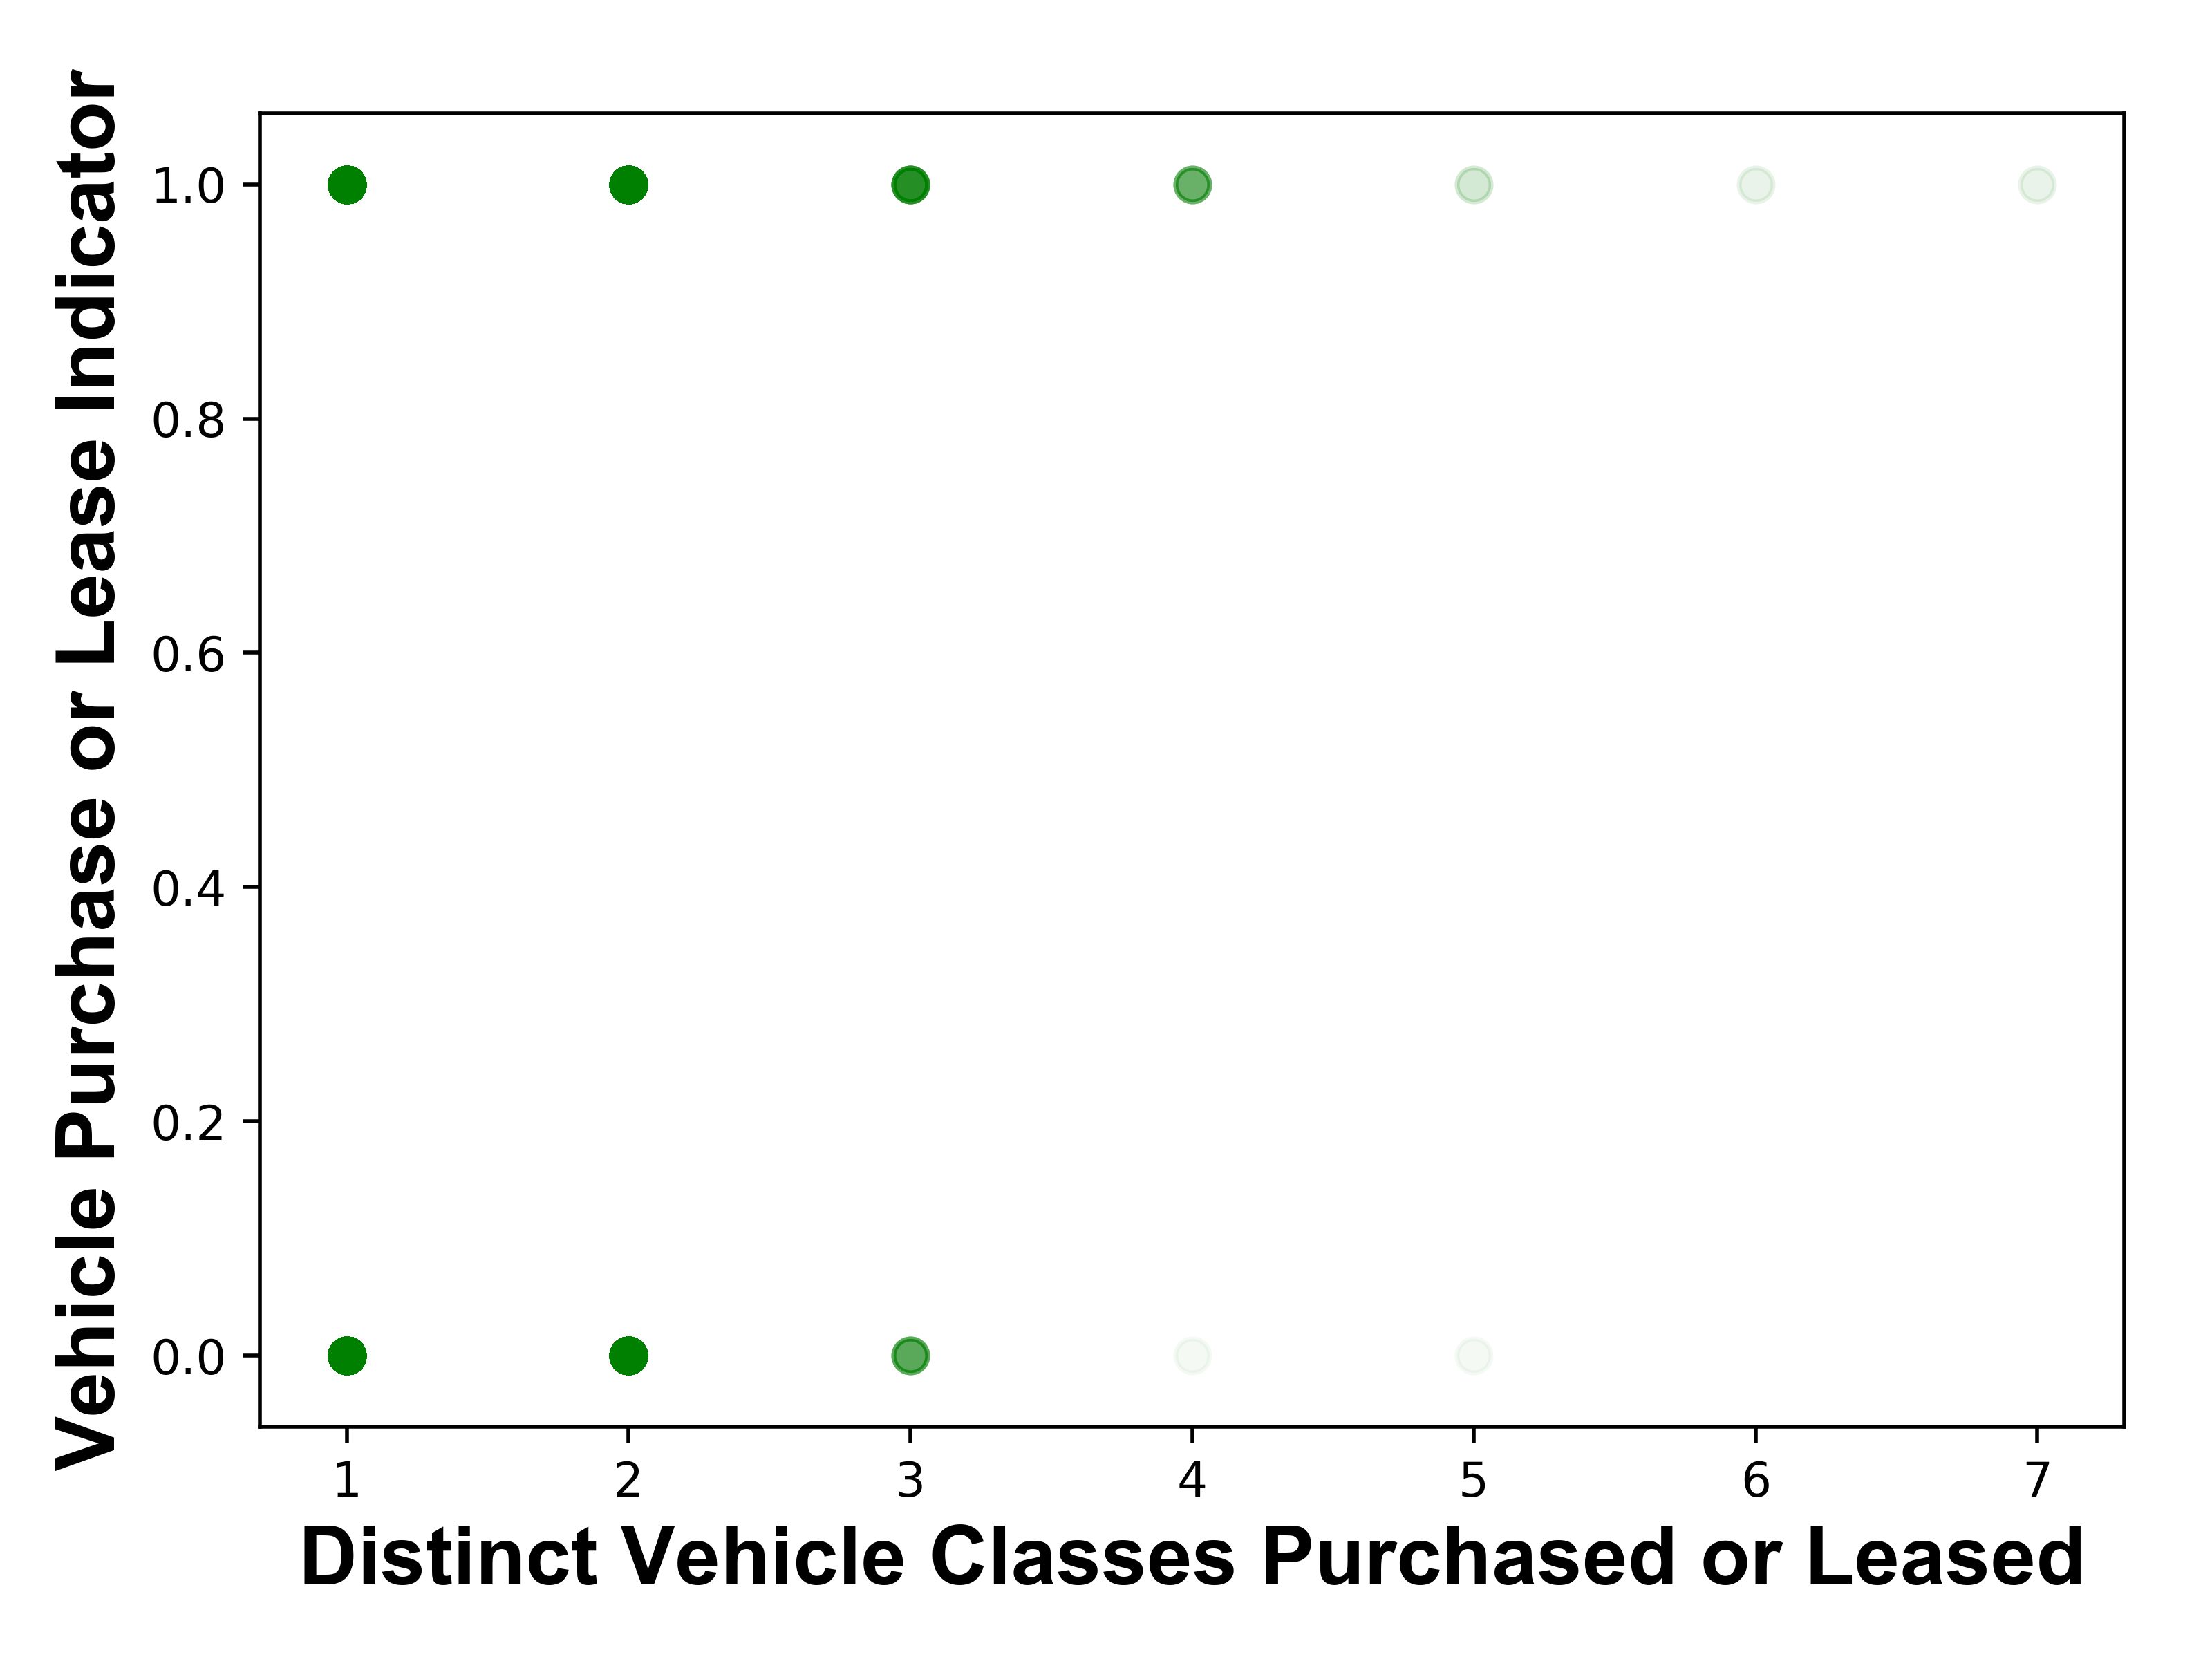 Vehicle Purchase or Lease Indicator
1.0
0.8
0.6
0.4
0.2
0.0
1 2 3 4 5 6 7
Distinct Vehicle Classes Purchased or Leased